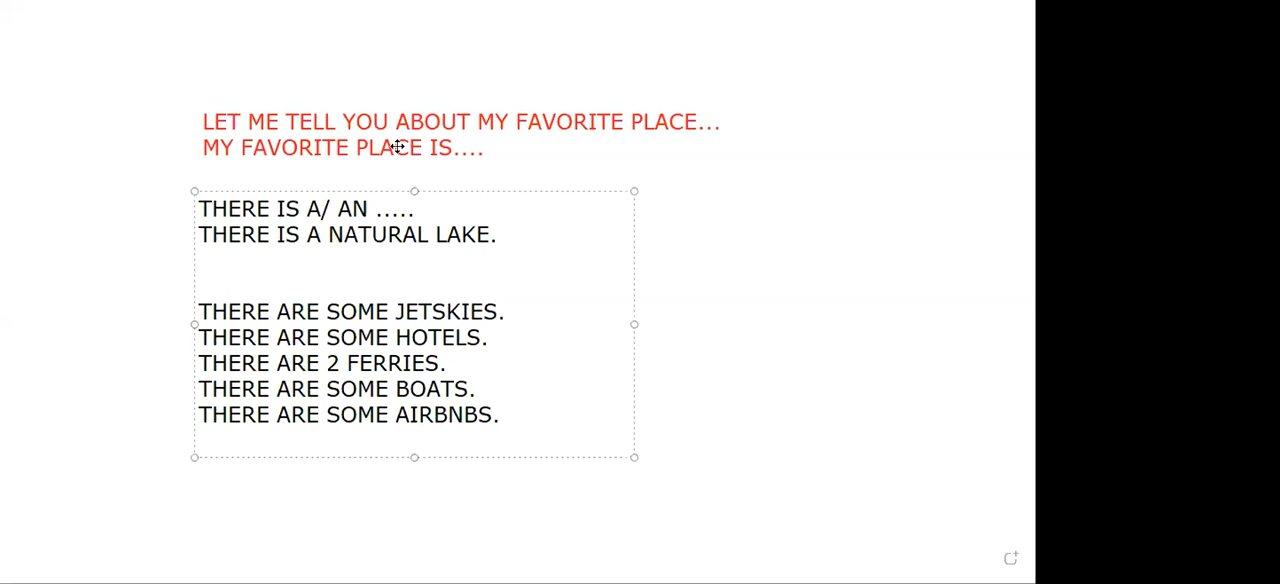 LET ME TELL YOU ABOUT MY FAVORITE PLACE...
MY FAVORITE PLACE IS....
THERE IS A/ AN .....
THERE IS A NATURAL LAKE.
THERE ARE SOME JETSKIES.
THERE ARE SOME HOTELS.
THERE ARE 2 FERRIES.
THERE ARE SOME BOATS.
THERE ARE SOME AIRBNBS.